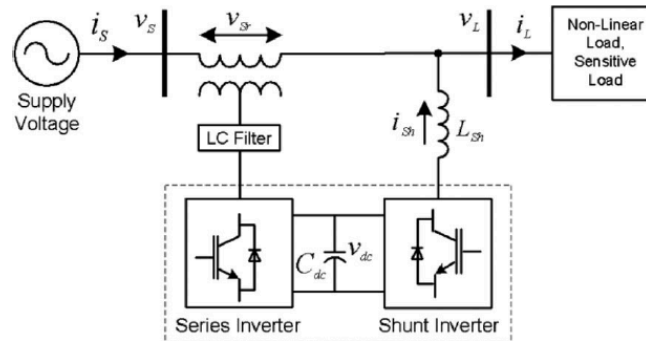 i_S
v_S
v_Sr
v_L
i_L
Non-Linear
Load,
Sensitive
Load
Supply
Voltage
LC Filter
i_Sh
L_Sh
C_dc
v_dc
Series Inverter
Shunt Inverter